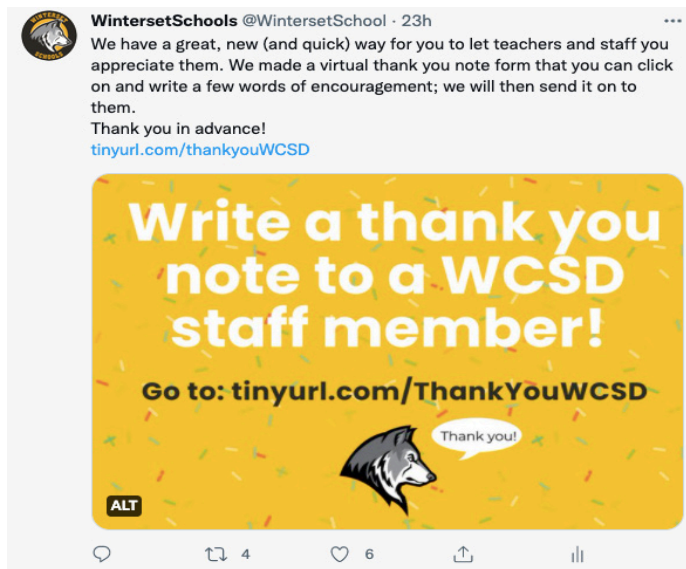 WINTERSET
SCHOOLS
WintersetSchools @WintersetSchool · 23h
We have a great, new (and quick) way for you to let teachers and staff you
appreciate them. We made a virtual thank you note form that you can click
on and write a few words of encouragement; we will then send it on to
them.
Thank you in advance!
tinyurl.com/thankyouWCSD
Write a thank you
note to a WCSD
staff member!
Go to: tinyurl.com/ThankYouWCSD
Thank you!
ALT
4 6